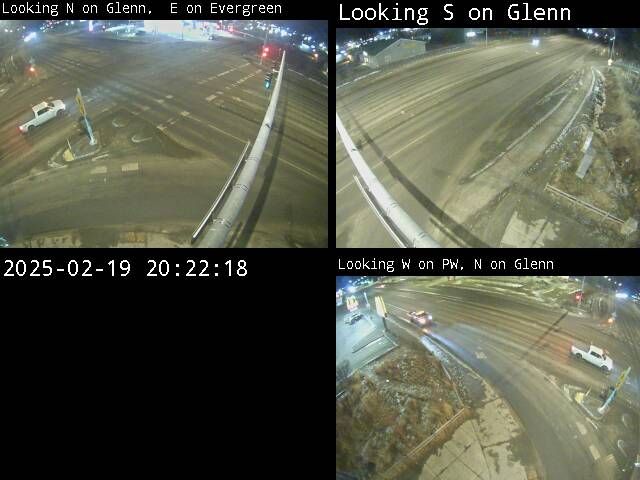 Looking N on Glenn,  E on Evergreen
Looking S on Glenn
2025-02-19 20:22:18
Looking W on PW, N on Glenn